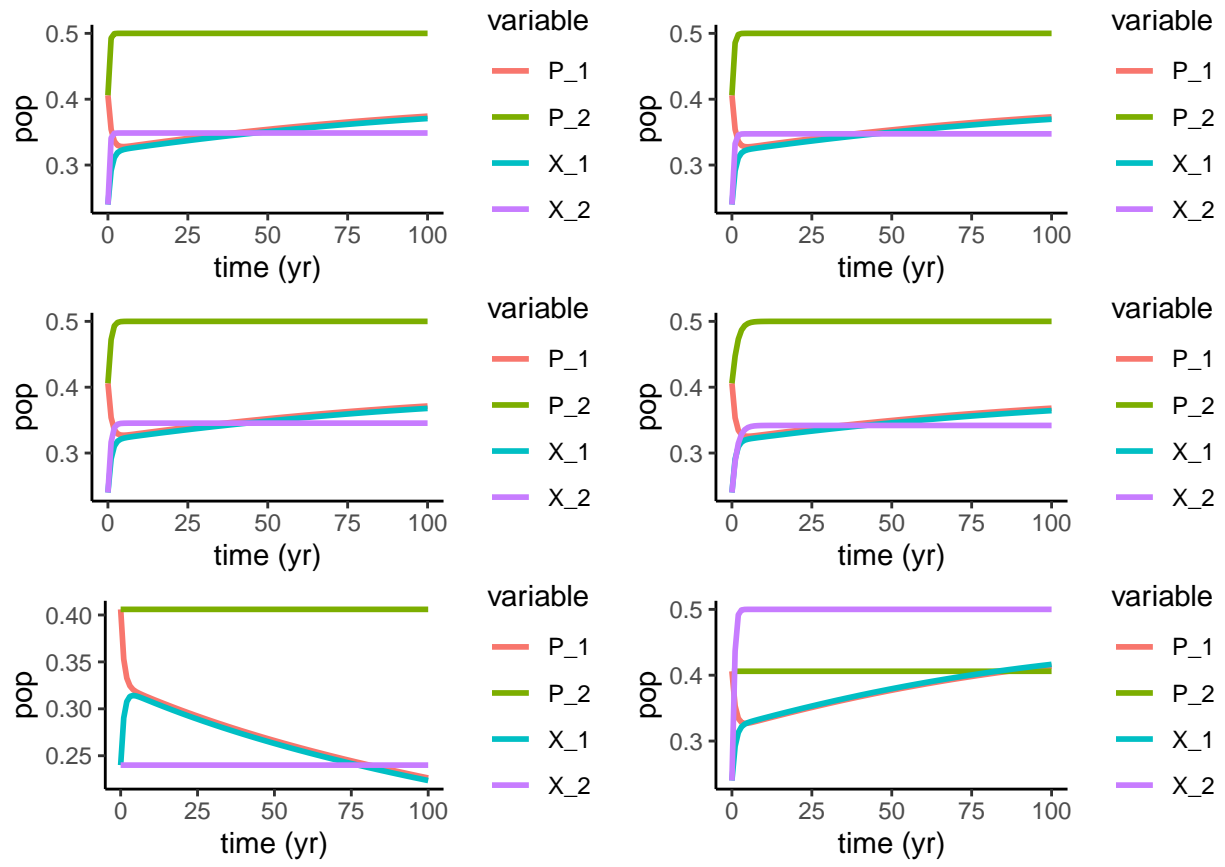 variable
0.5
0.4
0.3
pop
0 25 50 75 100
time (yr)
P_1
P_2
X_1
X_2
variable
0.5
0.4
0.3
pop
0 25 50 75 100
time (yr)
P_1
P_2
X_1
X_2
variable
0.5
0.4
0.3
pop
0 25 50 75 100
time (yr)
P_1
P_2
X_1
X_2
variable
0.5
0.4
0.3
pop
0 25 50 75 100
time (yr)
P_1
P_2
X_1
X_2
variable
0.40
0.35
0.30
0.25
pop
0 25 50 75 100
time (yr)
P_1
P_2
X_1
X_2
variable
0.5
0.4
0.3
pop
0 25 50 75 100
time (yr)
P_1
P_2
X_1
X_2